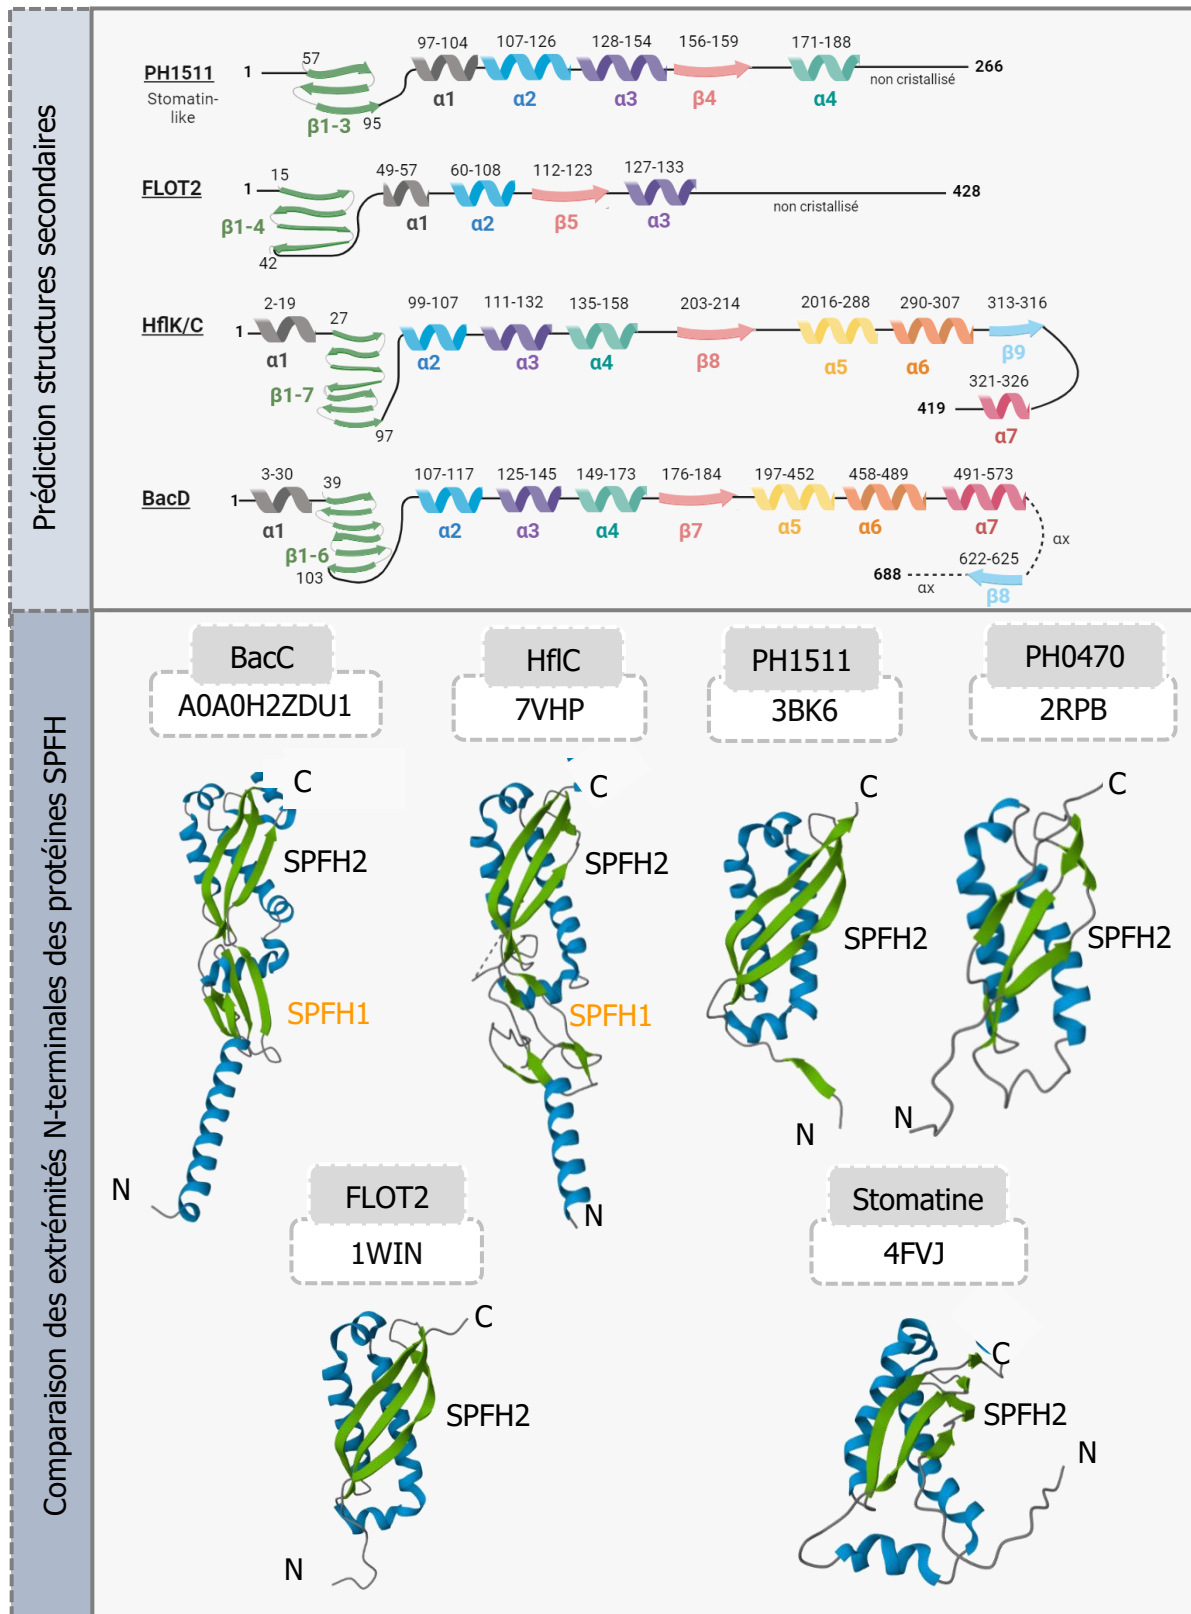 Prédiction structures secondaires
PH1511
Stomatin-
like
1
57
β1-3
95
97-104
α1
107-126
α2
128-154
α3
156-159
β4
171-188
α4
non cristallisé
266
FLOT2
1
15
β1-4
42
49-57
α1
60-108
α2
112-123
β5
127-133
α3
non cristallisé
428
HflK/C
1
2-19
α1
27
β1-7
97
99-107
α2
111-132
α3
135-158
α4
203-214
β8
2016-288
α5
290-307
α6
313-316
β9
321-326
α7
419
BacD
1
3-30
α1
39
β1-6
103
107-117
α2
125-145
α3
149-173
α4
176-184
β7
197-452
α5
458-489
α6
491-573
α7
αx
622-625
β8
αx
688
Comparaison des extrémités N-terminales des protéines SPFH
BacC
A0A0H2ZDU1
C
SPFH2
SPFH1
N
HflC
7VHP
C
SPFH2
SPFH1
N
PH1511
3BK6
C
SPFH2
N
PH0470
2RPB
C
SPFH2
N
FLOT2
1WIN
C
SPFH2
N
Stomatine
4FVJ
C
SPFH2
N